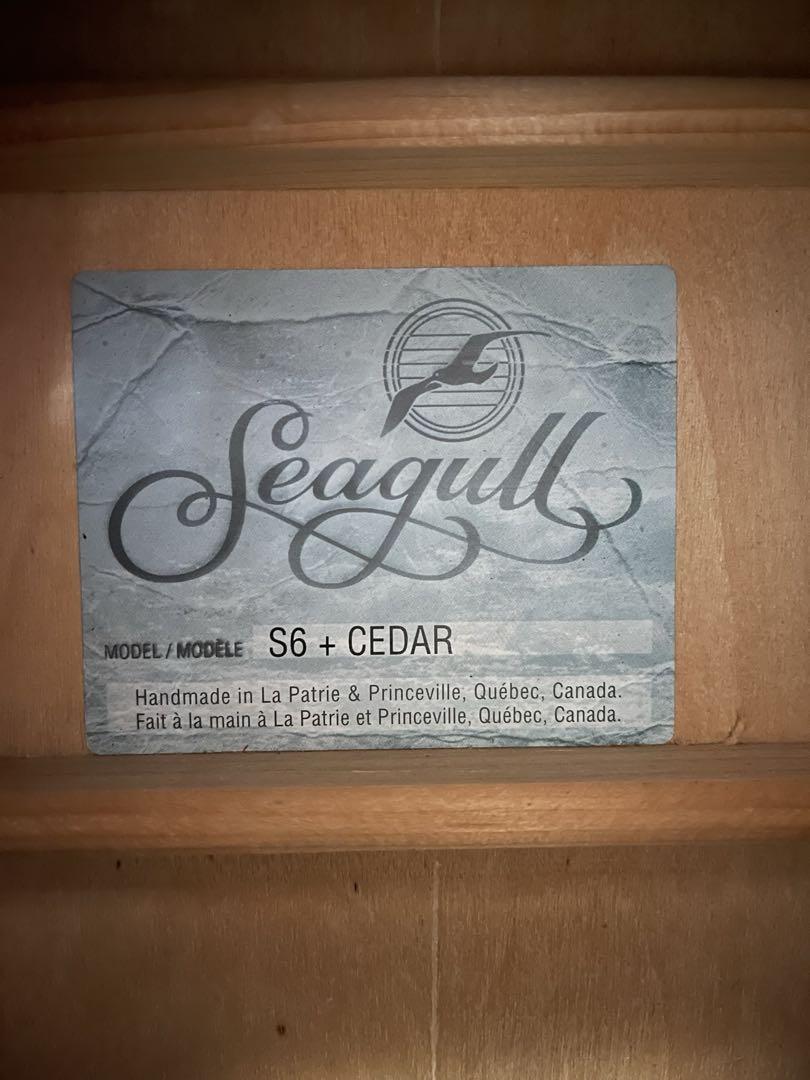 Seagull
MODEL / MODÈLE S6 + CEDAR
Handmade in La Patrie & Princeville, Québec, Canada.
Fait à la main à La Patrie et Princeville, Québec, Canada.